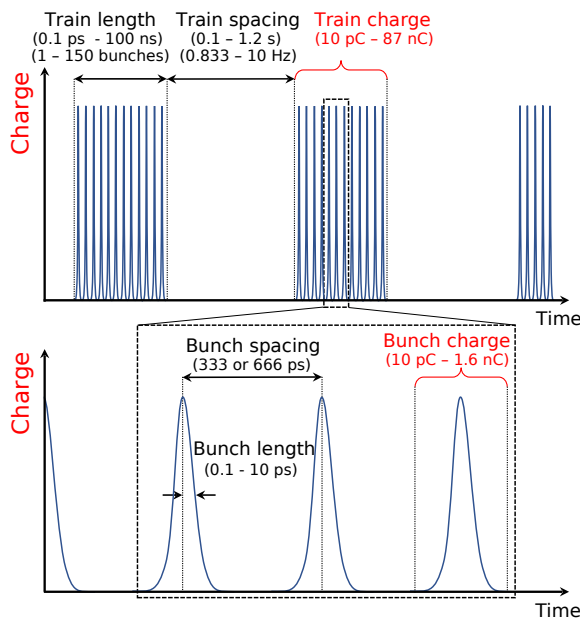 Train length
(0.1 ps - 100 ns)
(1 – 150 bunches)
Train spacing
(0.1 – 1.2 s)
(0.833 – 10 Hz)
Train charge
(10 pC – 87 nC)
Charge
Time
Bunch spacing
(333 or 666 ps)
Bunch charge
(10 pC – 1.6 nC)
Bunch length
(0.1 - 10 ps)
Charge
Time